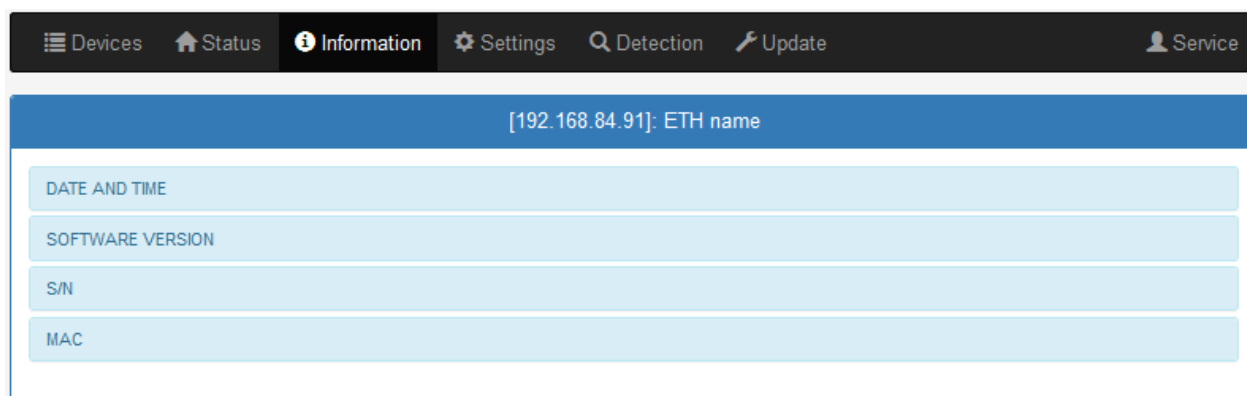 Devices Status Information Settings Detection Update Service
[192.168.84.91]: ETH name
DATE AND TIME
SOFTWARE VERSION
S/N
MAC